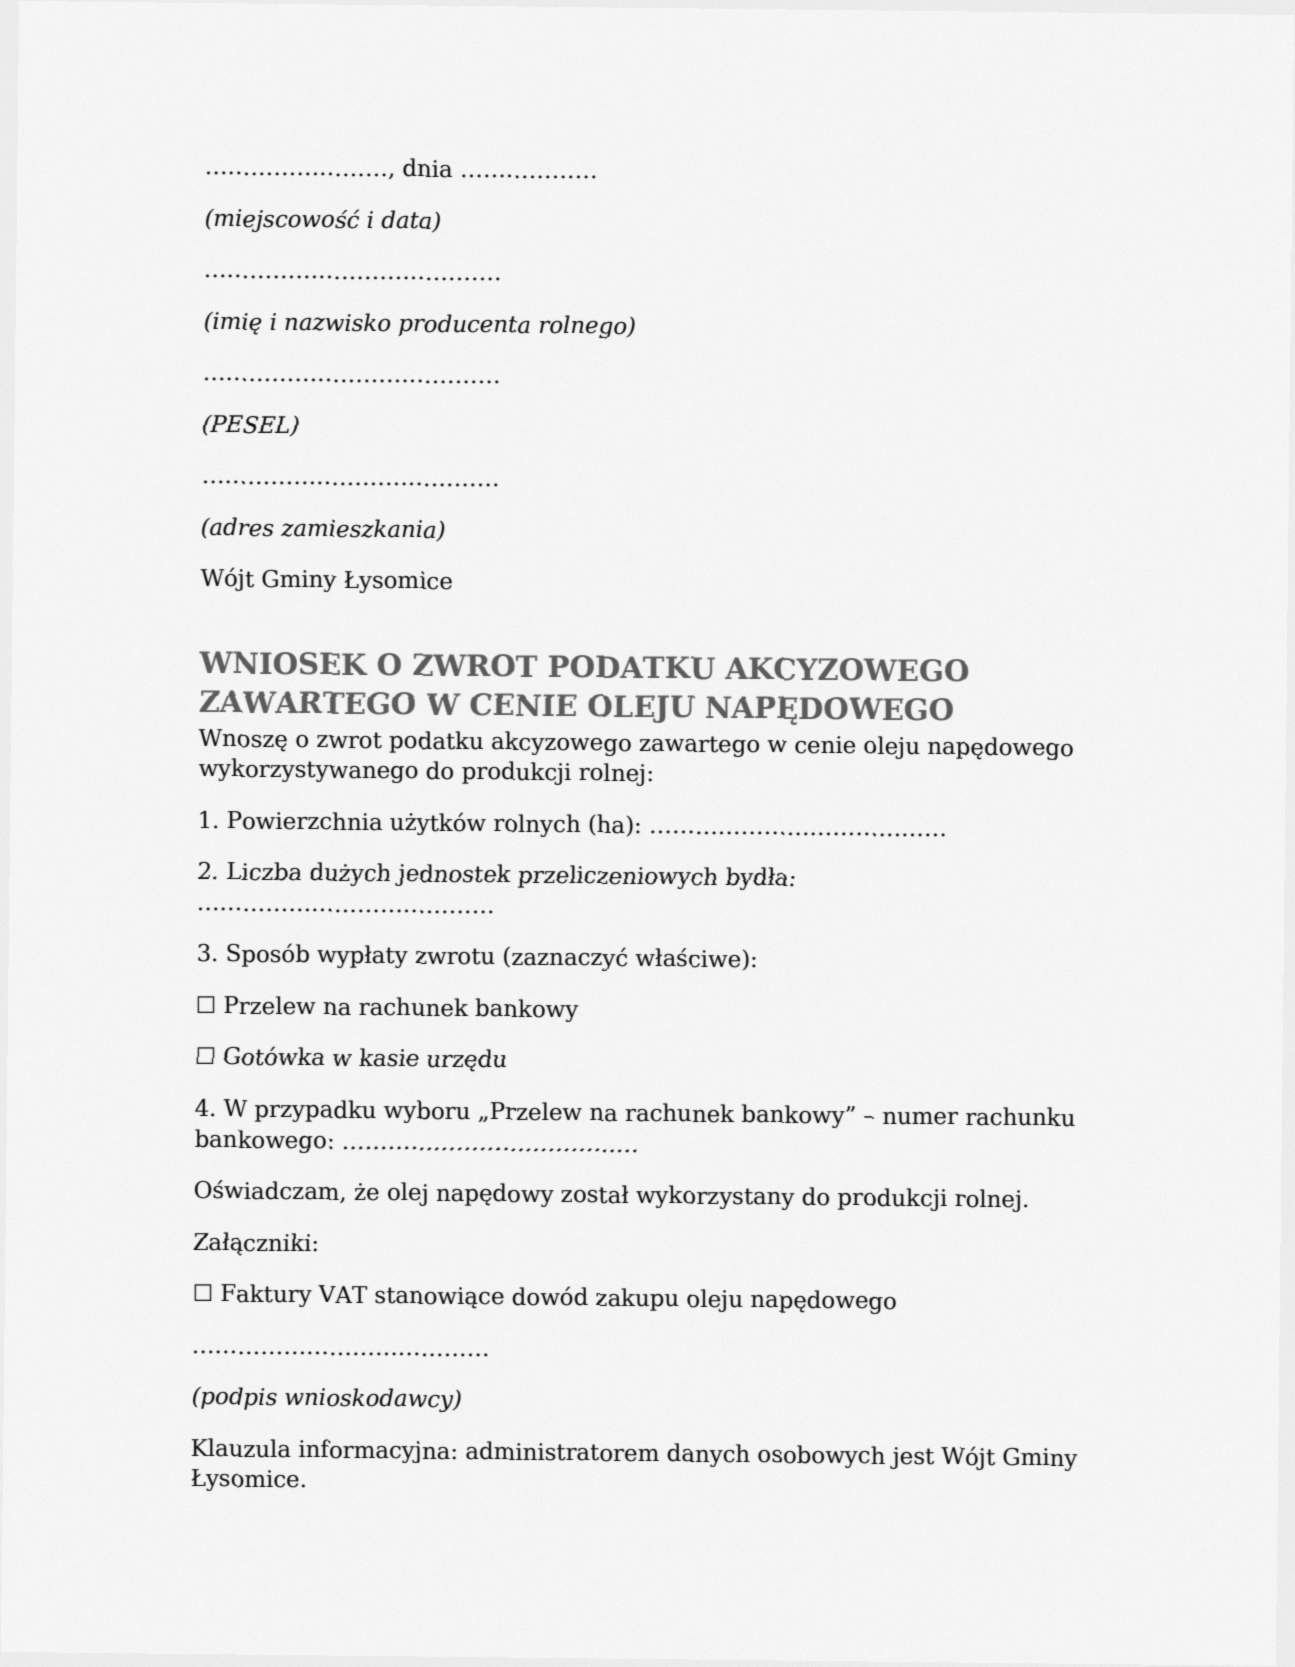 ........................, dnia ..................
(miejscowość i data)
.......................................
(imię i nazwisko producenta rolnego)
.......................................
(PESEL)
.......................................
(adres zamieszkania)
Wójt Gminy Łysomice
WNIOSEK O ZWROT PODATKU AKCYZOWEGO
ZAWARTEGO W CENIE OLEJU NAPĘDOWEGO
Wnoszę o zwrot podatku akcyzowego zawartego w cenie oleju napędowego
wykorzystywanego do produkcji rolnej:
1. Powierzchnia użytków rolnych (ha): .......................................
2. Liczba dużych jednostek przeliczeniowych bydła:
.......................................
3. Sposób wypłaty zwrotu (zaznaczyć właściwe):
☐ Przelew na rachunek bankowy
☐ Gotówka w kasie urzędu
4. W przypadku wyboru „Przelew na rachunek bankowy” – numer rachunku
bankowego: .......................................
Oświadczam, że olej napędowy został wykorzystany do produkcji rolnej.
Załączniki:
☐ Faktury VAT stanowiące dowód zakupu oleju napędowego
.......................................
(podpis wnioskodawcy)
Klauzula informacyjna: administratorem danych osobowych jest Wójt Gminy
Łysomice.